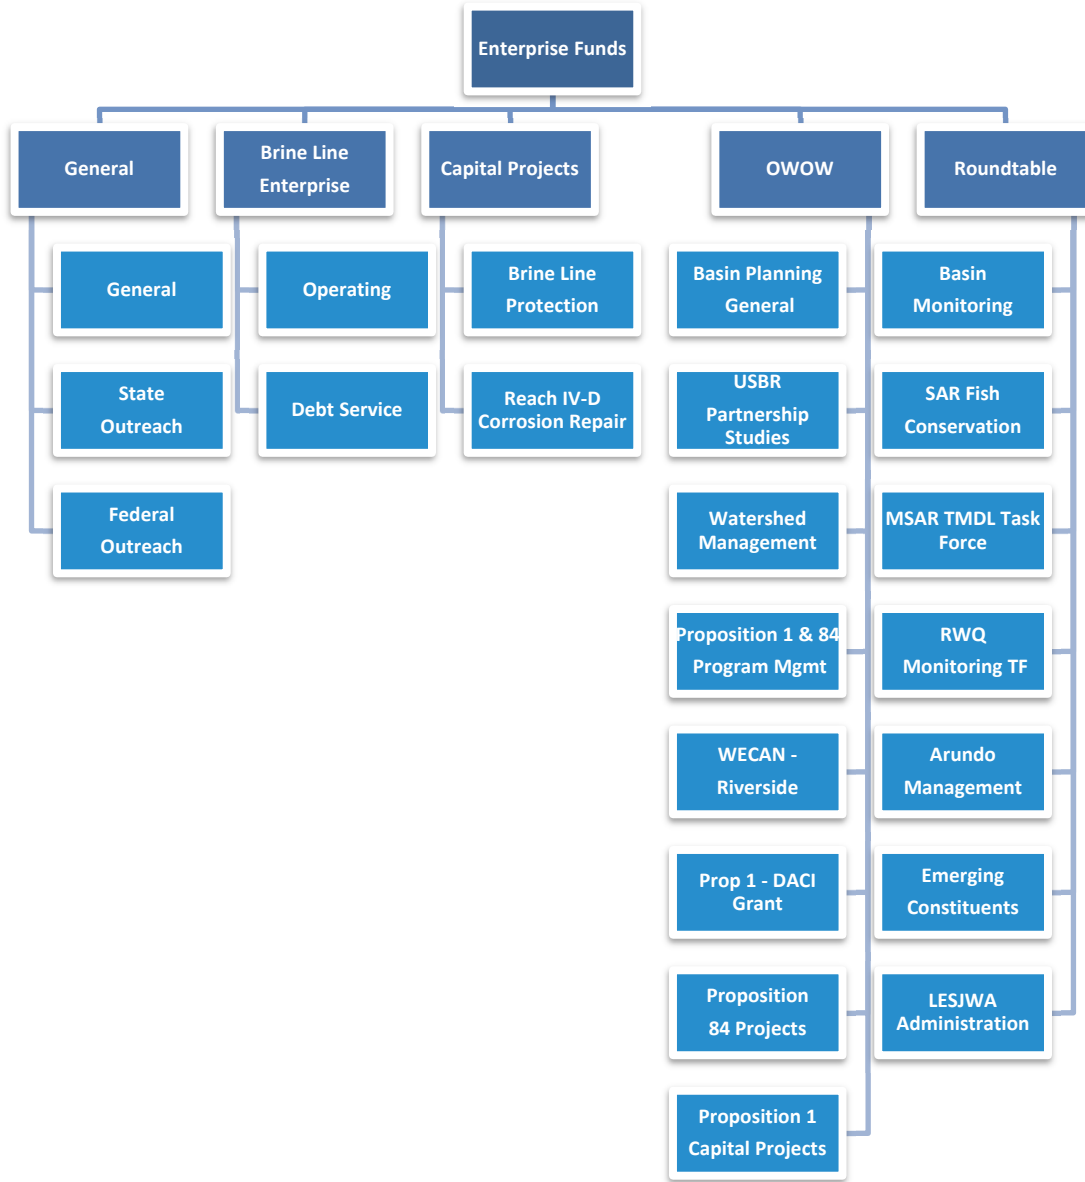 Enterprise Funds
General
Brine Line
Enterprise
Capital Projects
OWOW
Roundtable
General
State
Outreach
Federal
Outreach
Operating
Debt Service
Brine Line
Protection
Reach IV-D
Corrosion Repair
Basin Planning
General
USBR
Partnership
Studies
Watershed
Management
Proposition 1 & 84
Program Mgmt
WECAN -
Riverside
Prop 1 - DACI
Grant
Proposition
84 Projects
Proposition 1
Capital Projects
Basin
Monitoring
SAR Fish
Conservation
MSAR TMDL Task
Force
RWQ
Monitoring TF
Arundo
Management
Emerging
Constituents
LESJWA
Administration